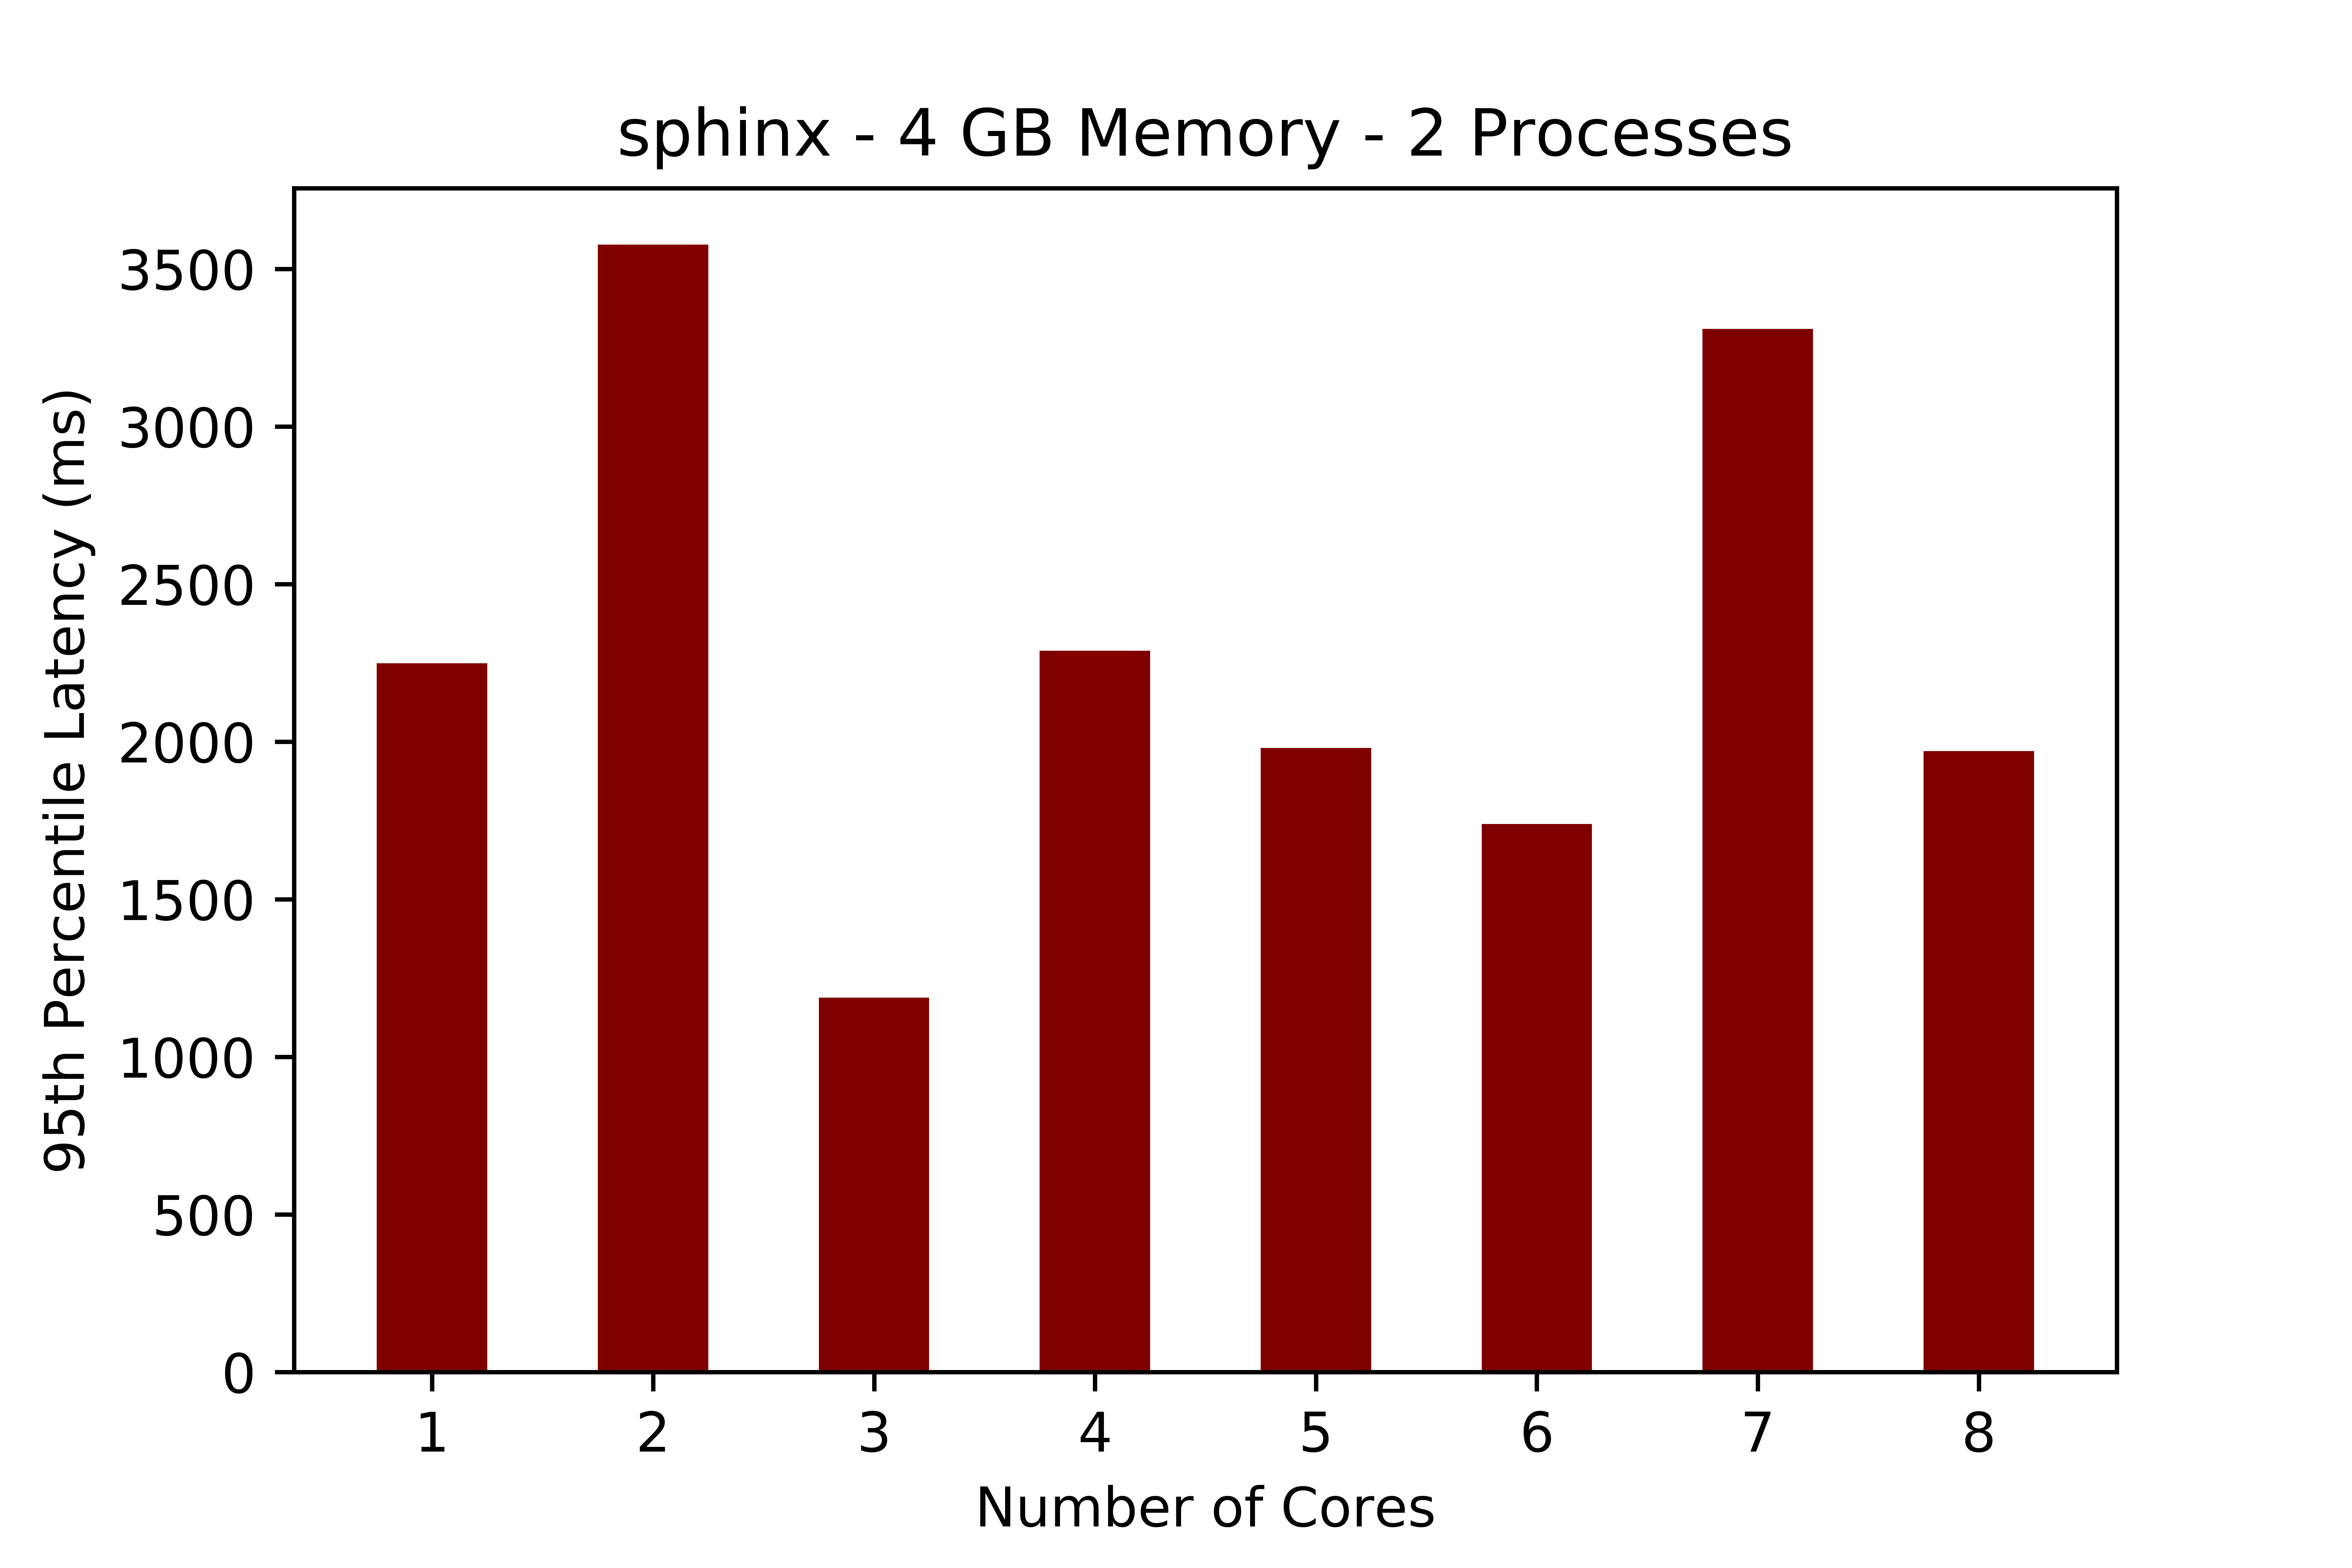 sphinx - 4 GB Memory - 2 Processes
95th Percentile Latency (ms)
3500
3000
2500
2000
1500
1000
500
0
1 2 3 4 5 6 7 8
Number of Cores